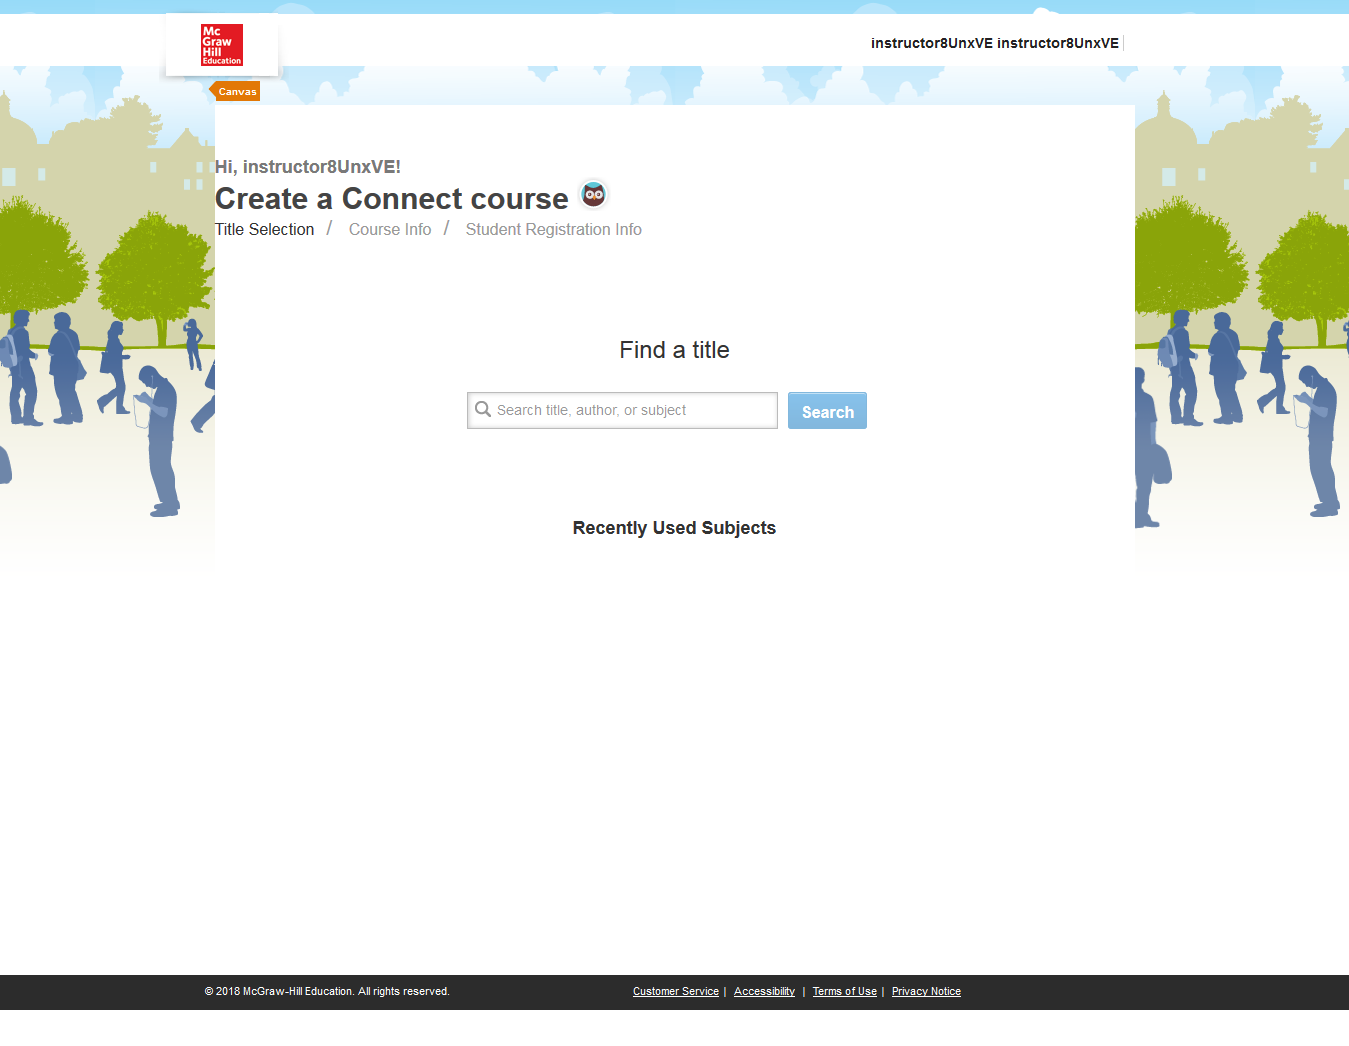 Mc
Graw
Hill
Education
instructor8UnxVE instructor8UnxVE
Canvas
Hi, instructor8UnxVE!
Create a Connect course
Title Selection / Course Info / Student Registration Info
Find a title
Search title, author, or subject
Search
Recently Used Subjects
© 2018 McGraw-Hill Education. All rights reserved.
Customer Service | Accessibility | Terms of Use | Privacy Notice